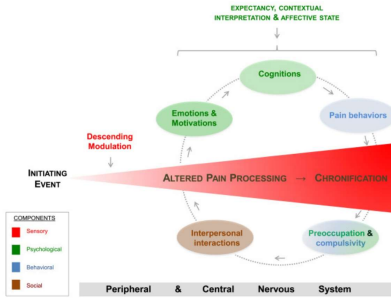 EXPECTANCY, CONTEXTUAL
INTERPRETATION & AFFECTIVE STATE
Cognitions
Emotions &
Motivations
Pain behaviors
Descending
Modulation
INITIATING
EVENT
ALTERED PAIN PROCESSING → CHRONIFICATION
COMPONENTS
Sensory
Psychological
Behavioral
Social
Interpersonal
interactions
Preoccupation &
compulsivity
Peripheral & Central Nervous System